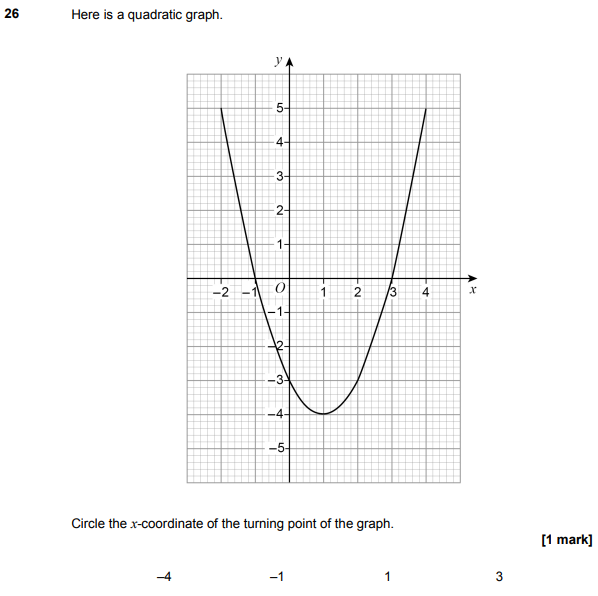 26 Here is a quadratic graph.
y
5
4
3
2
1
–2 –1 O 1 2 3 4 x
–1
–2
–3
–4
–5
Circle the x-coordinate of the turning point of the graph.
[1 mark]
–4 –1 1 3